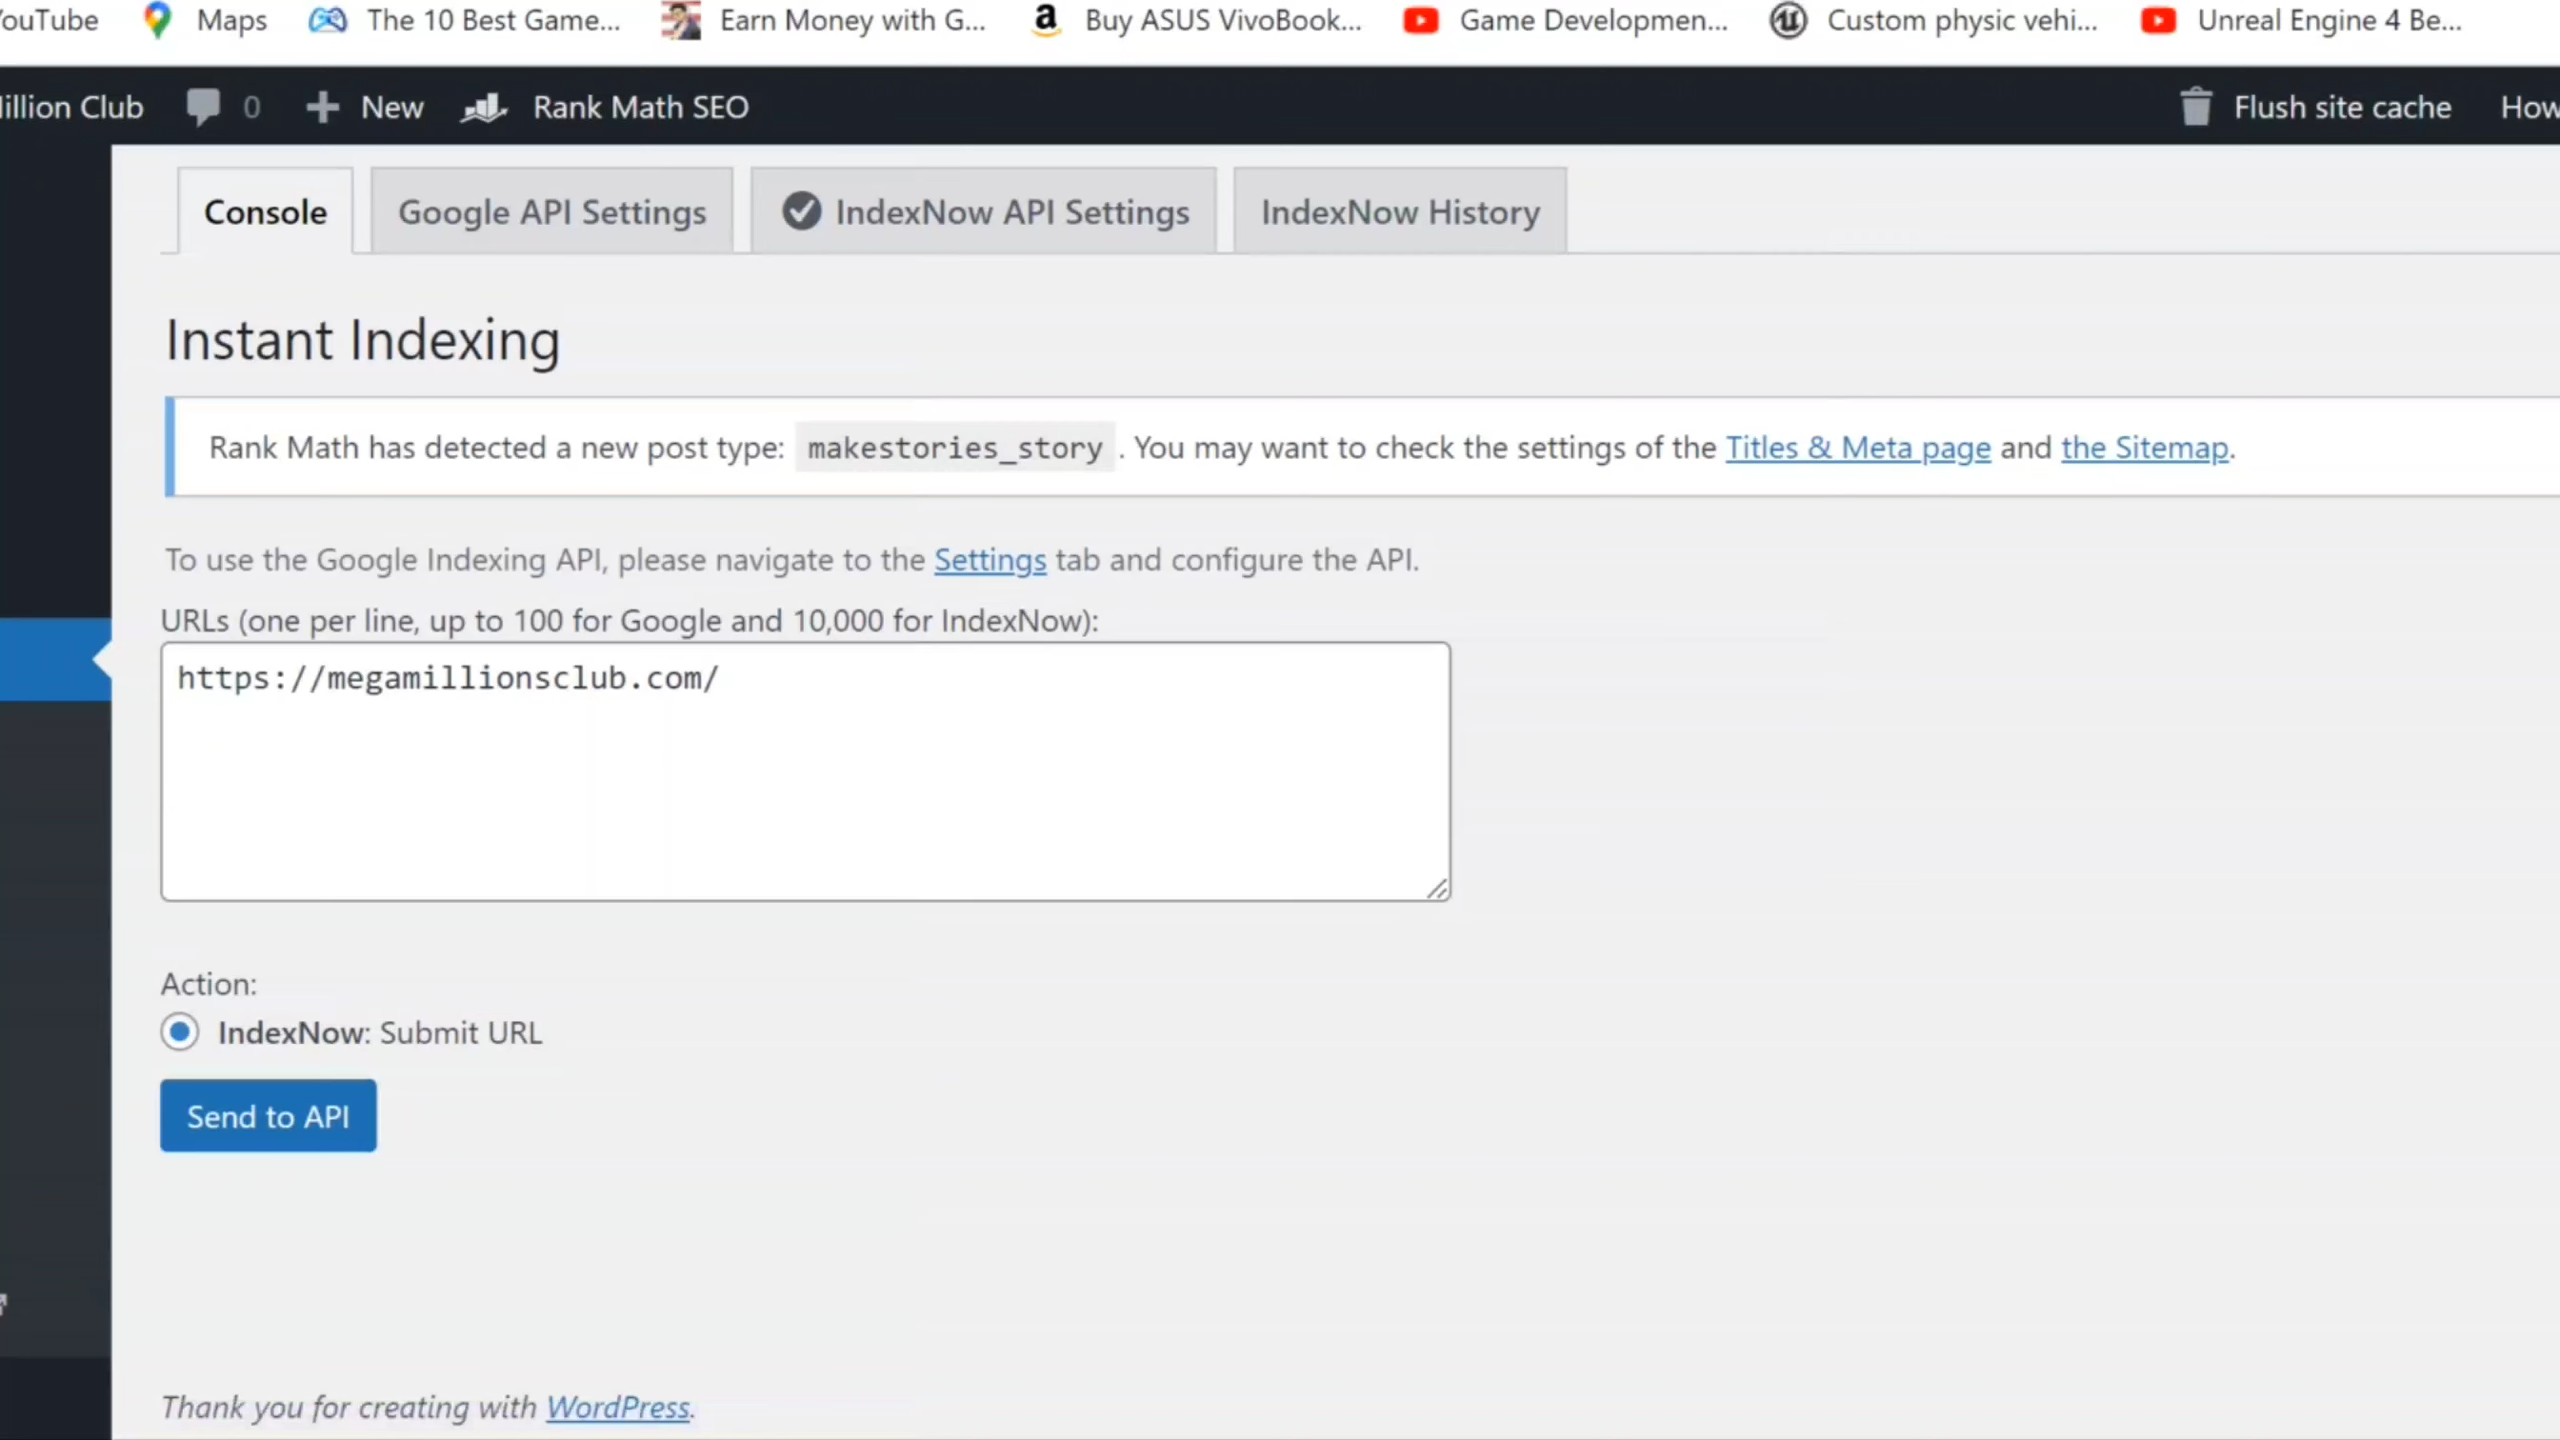 ouTube Maps The 10 Best Game... Earn Money with G... Buy ASUS VivoBook... Game Developmen... Custom physic vehi... Unreal Engine 4 Be...
illion Club 0 New Rank Math SEO Flush site cache How
Console Google API Settings IndexNow API Settings IndexNow History
Instant Indexing
Rank Math has detected a new post type: makestories_story . You may want to check the settings of the Titles & Meta page and the Sitemap.
To use the Google Indexing API, please navigate to the Settings tab and configure the API.
URLs (one per line, up to 100 for Google and 10,000 for IndexNow):
https://megamillionsclub.com/
Action:
IndexNow: Submit URL
Send to API
Thank you for creating with WordPress.